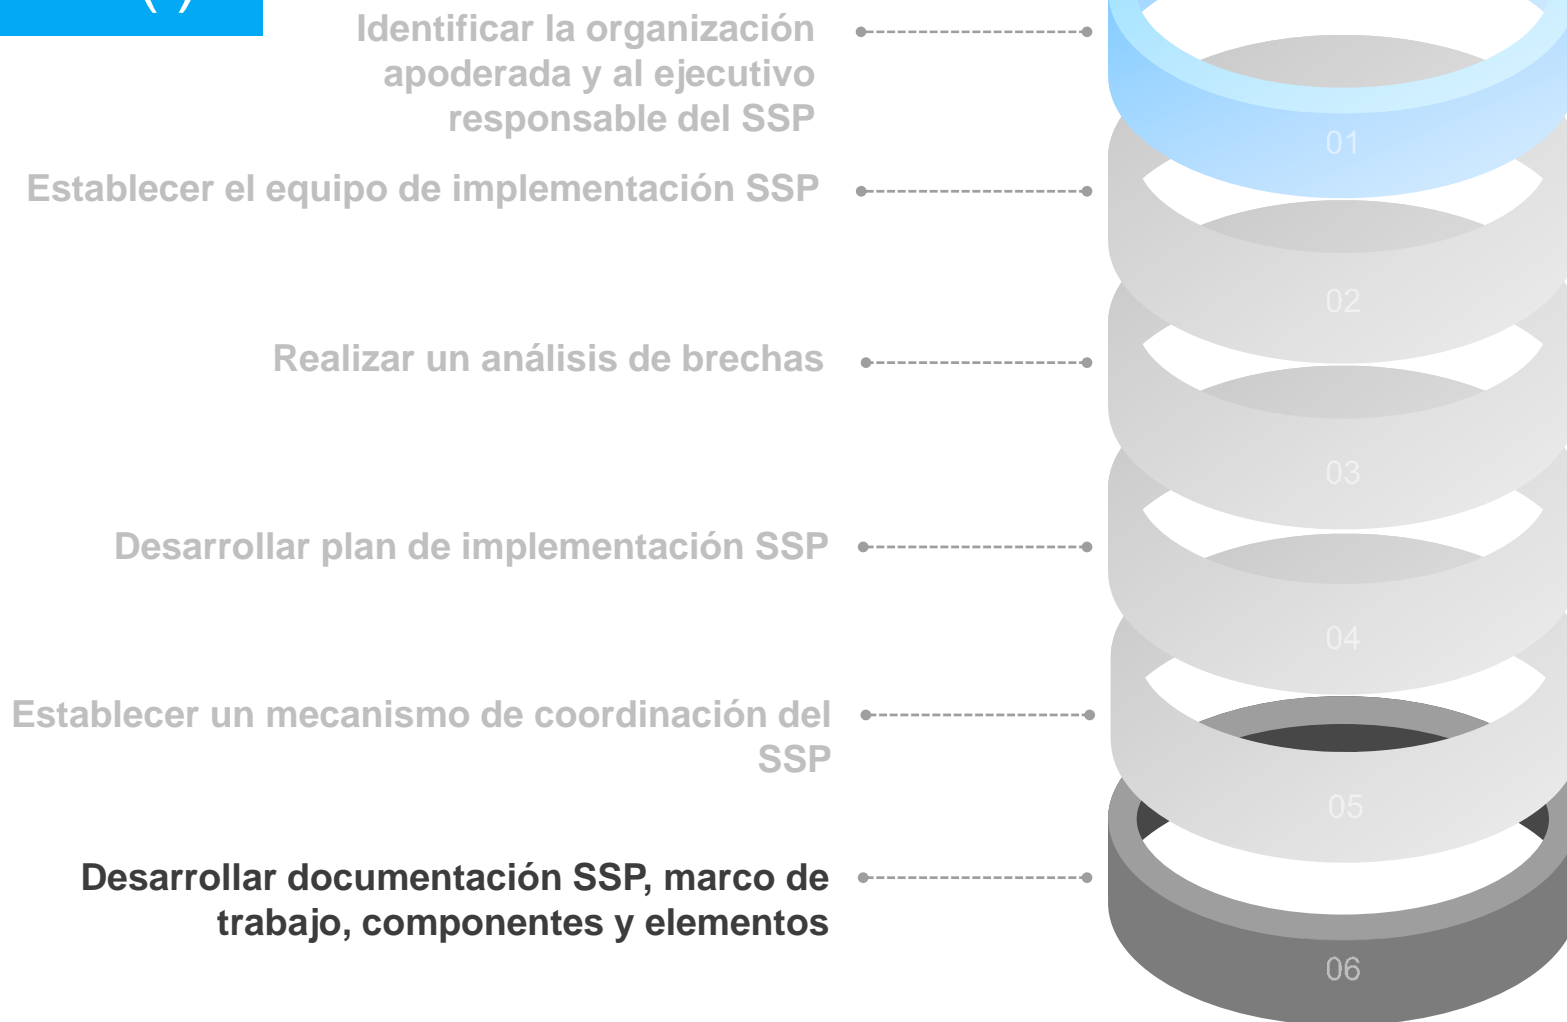 Identificar la organización
apoderada y al ejecutivo
responsable del SSP
01
Establecer el equipo de implementación SSP
02
Realizar un análisis de brechas
03
Desarrollar plan de implementación SSP
04
Establecer un mecanismo de coordinación del
SSP
05
Desarrollar documentación SSP, marco de
trabajo, componentes y elementos
06